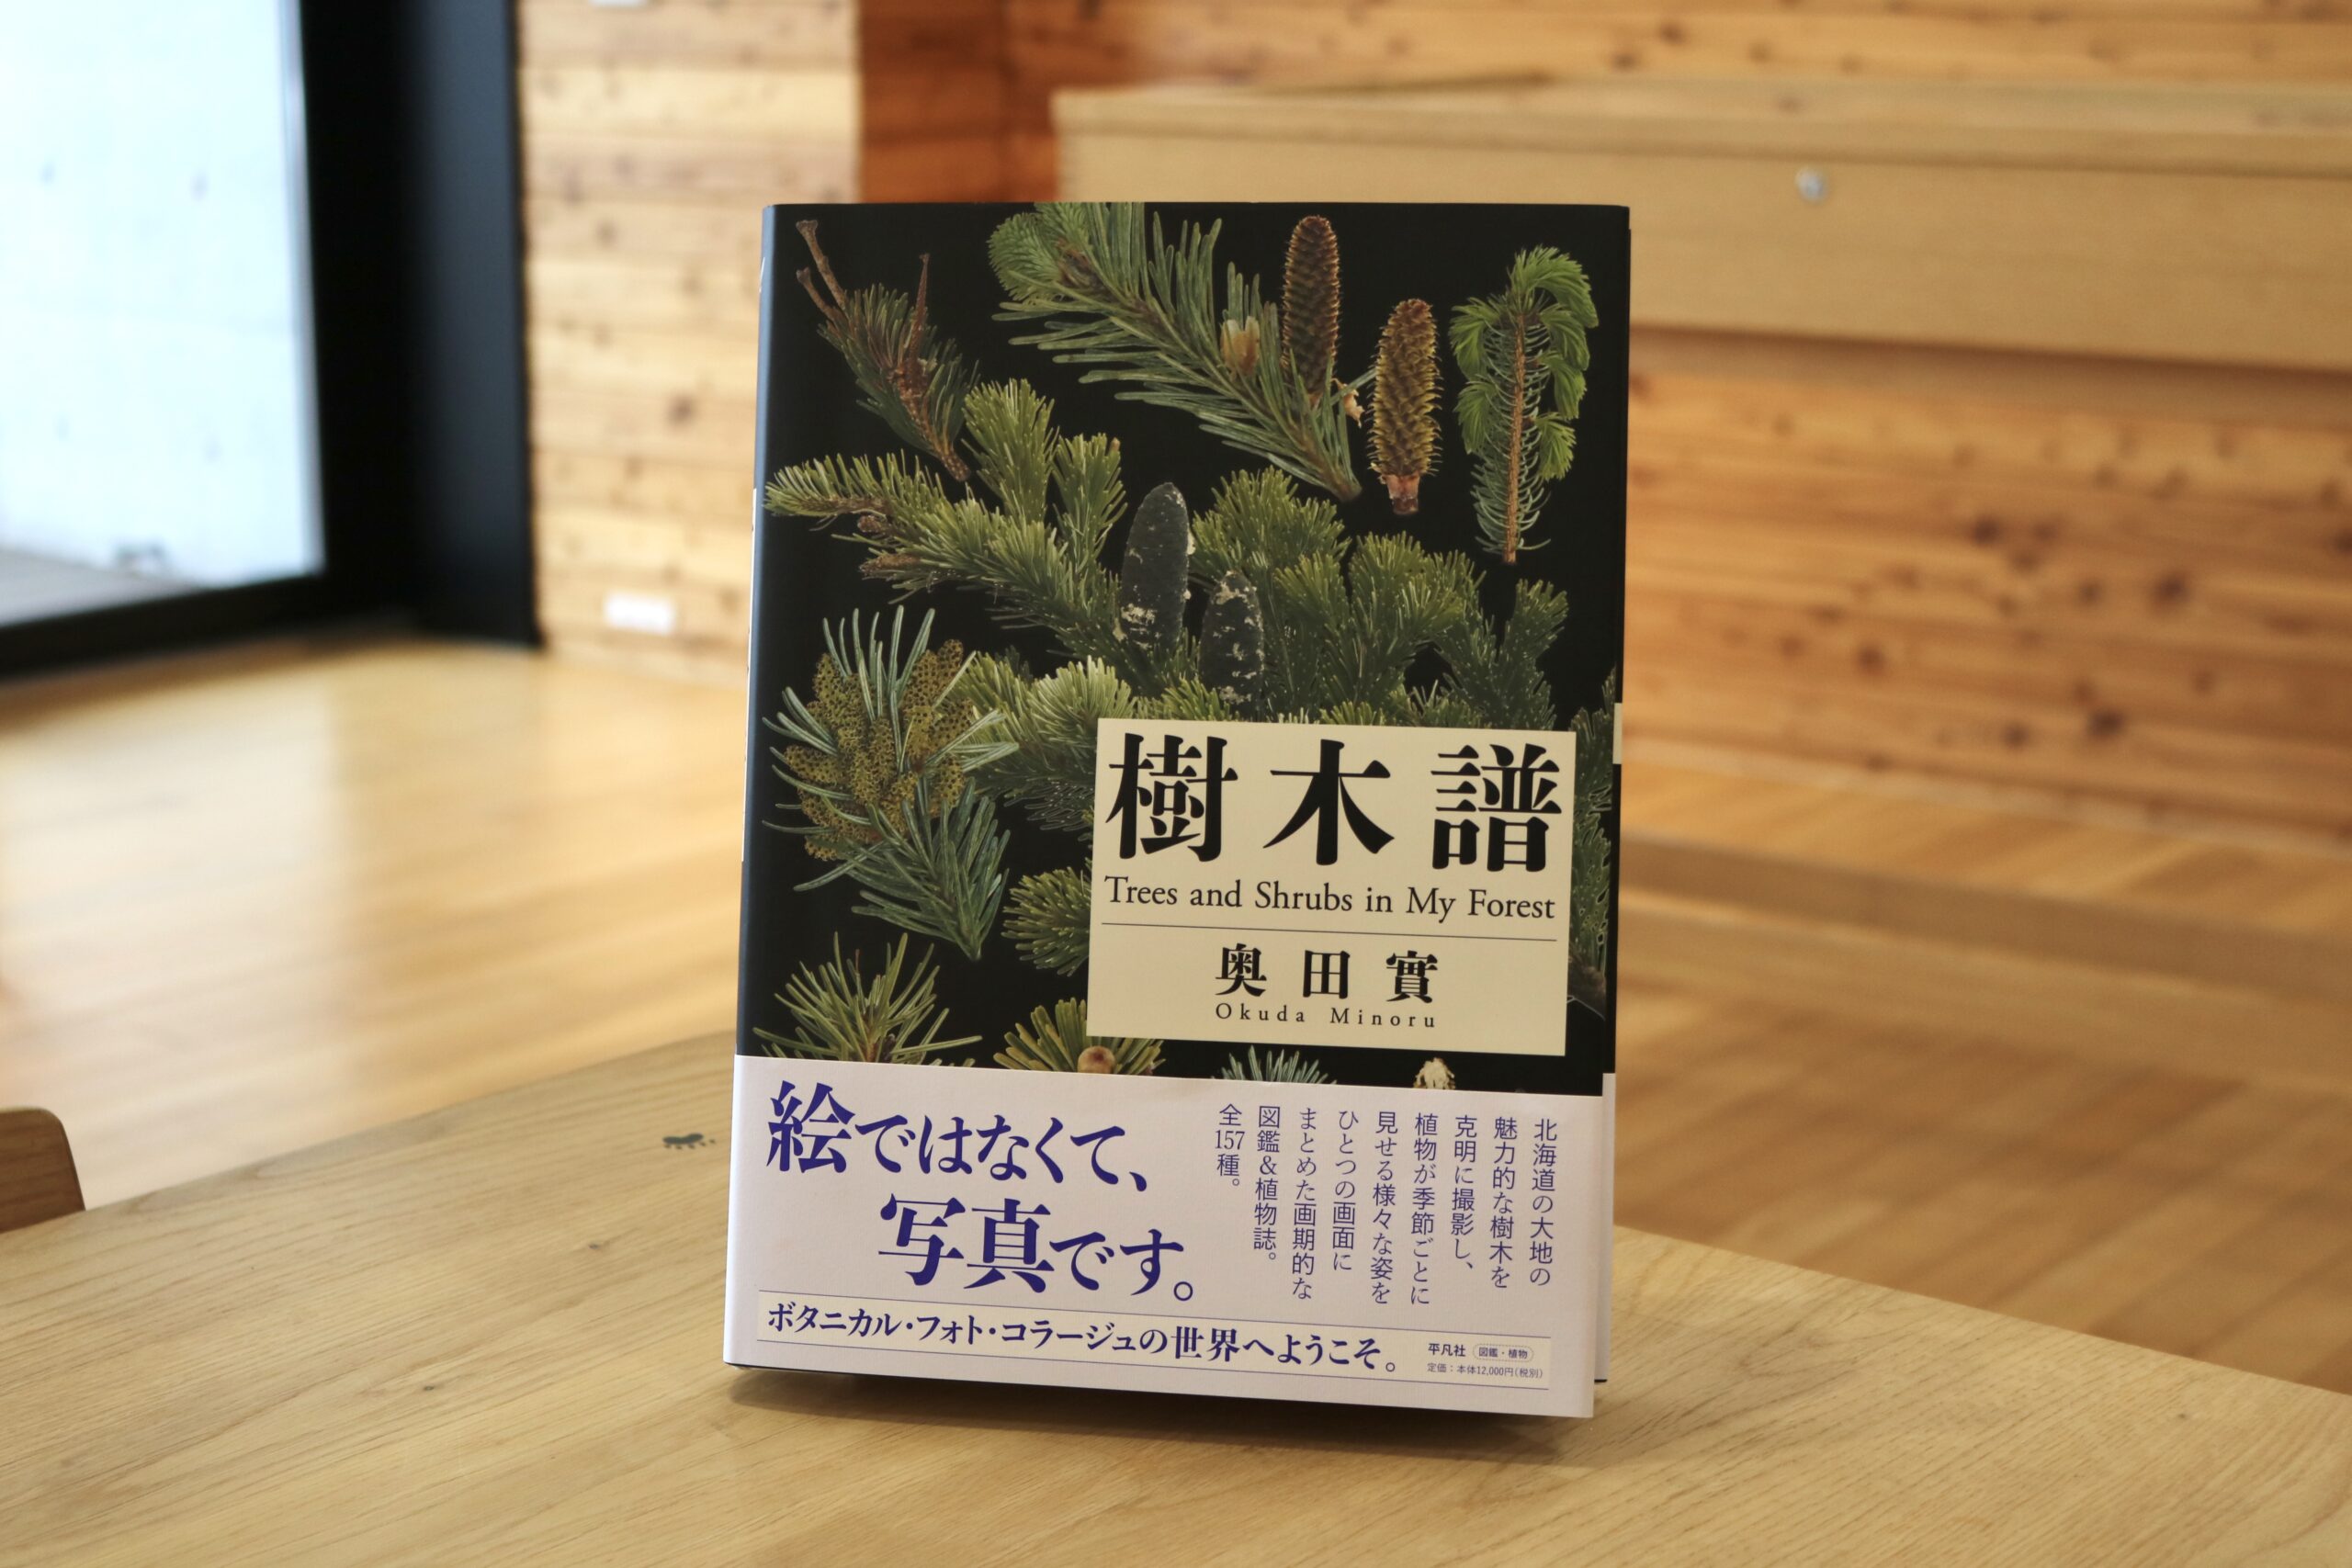 樹木譜
Trees and Shrubs in My Forest
奥田實
Okuda Minoru
絵ではなくて、
写真です。
北海道の大地の
魅力的な樹木を
克明に撮影し、
植物が季節ごとに
見せる様々な姿を
ひとつの画面に
まとめた画期的な
図鑑&植物誌。
全157種。
ボタニカル・フォト・コラージュの世界へようこそ。
平凡社 図鑑・植物
定価:本体12,000円(税別)